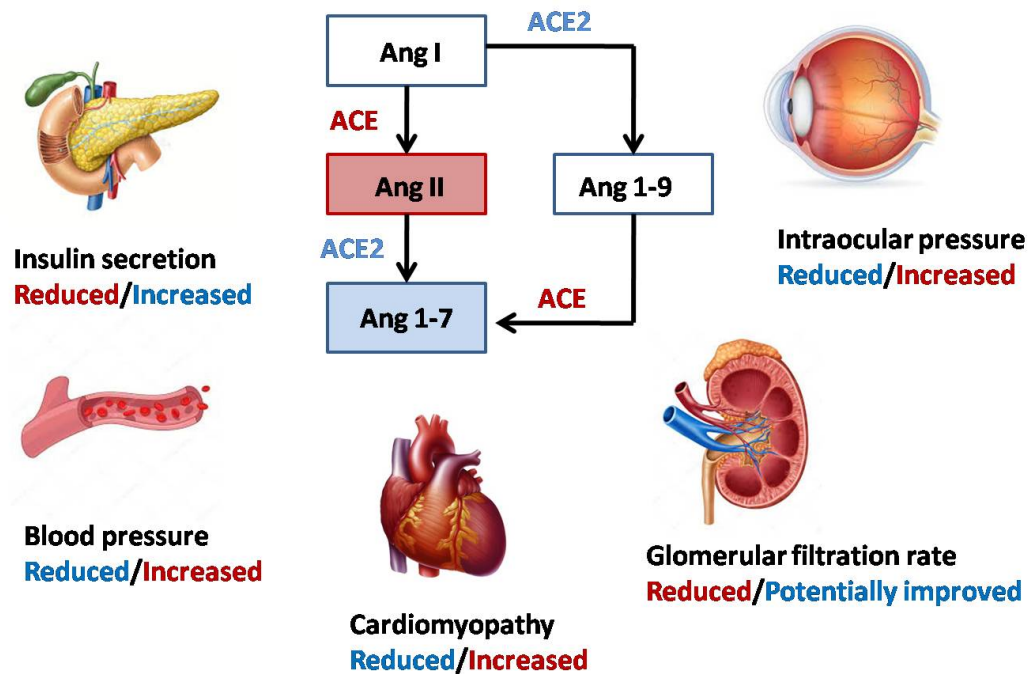 ACE2
Ang I
ACE
Ang II
Ang 1-9
ACE2
ACE
Ang 1-7
Insulin secretion
Reduced/Increased
Intraocular pressure
Reduced/Increased
Blood pressure
Reduced/Increased
Glomerular filtration rate
Reduced/Potentially improved
Cardiomyopathy
Reduced/Increased